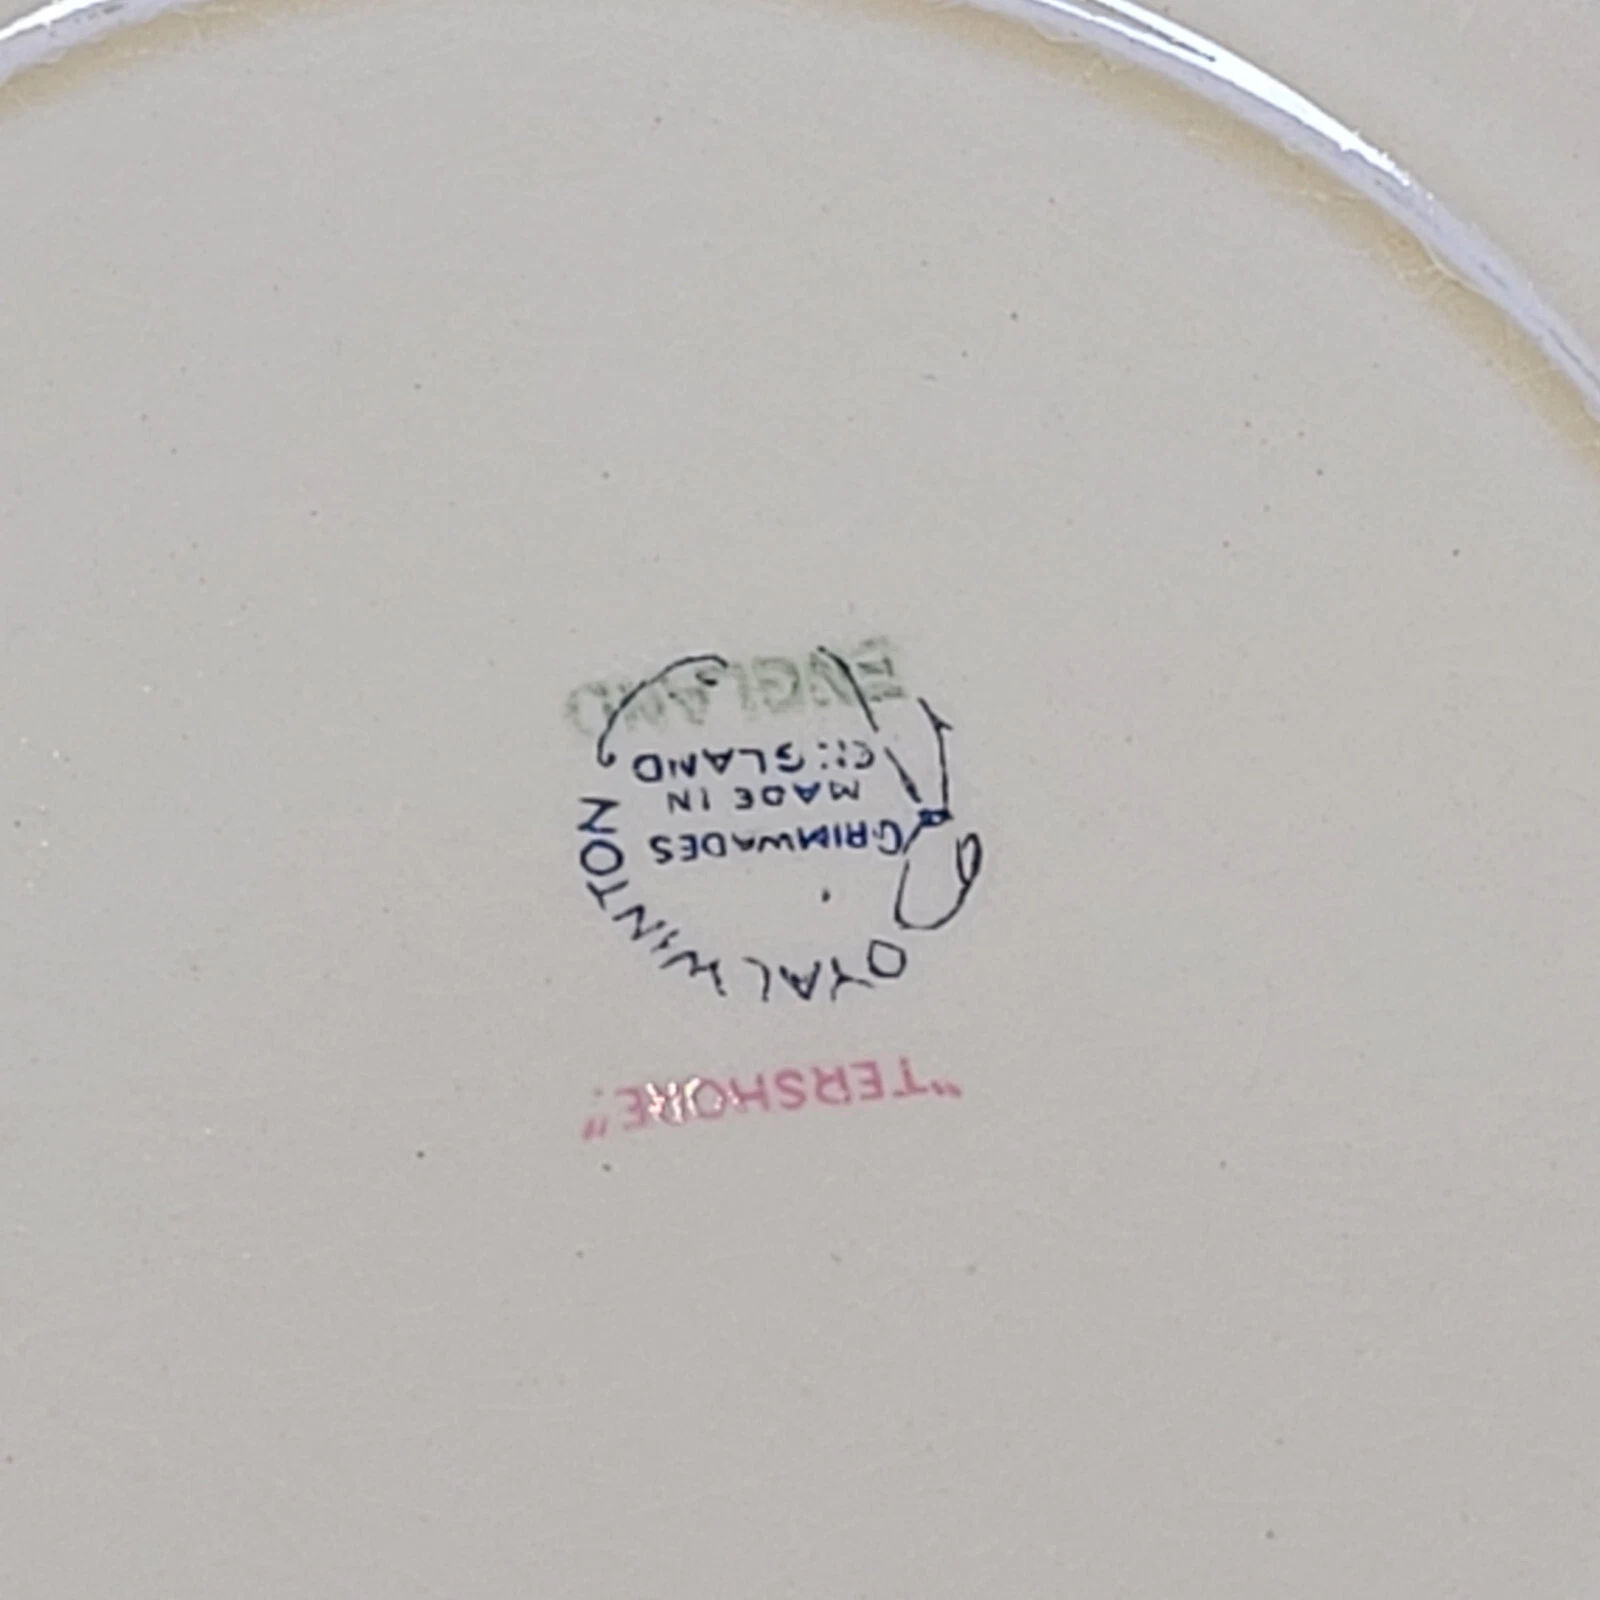 "TERSHORE"
ROYAL WINTON
GRIMWADES
MADE IN
ENGLAND
ENGLAND